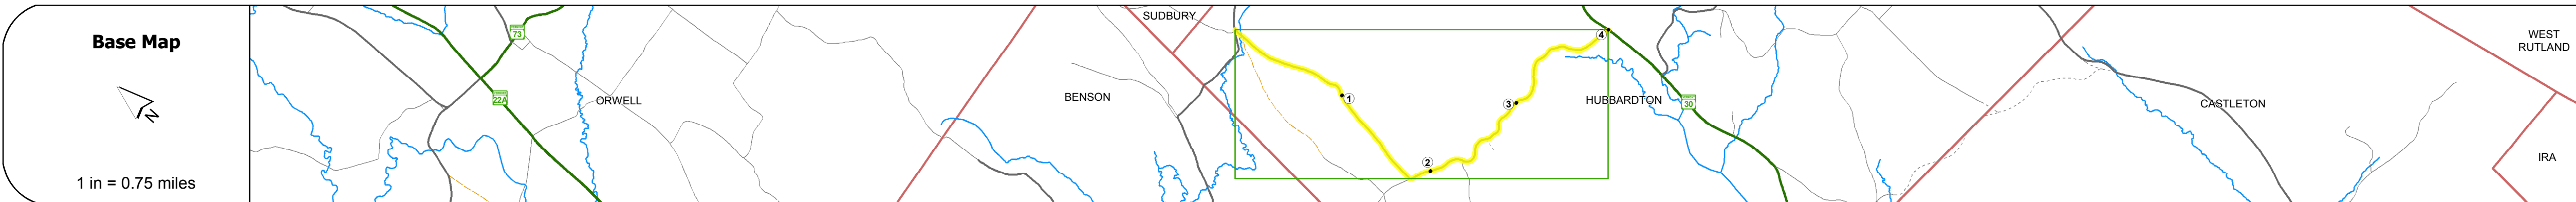 Base Map
N
1 in = 0.75 miles
73
22A
ORWELL
BENSON
SUDBURY
1
2
3
4
HUBBARDTON
30
CASTLETON
WEST
RUTLAND
IRA